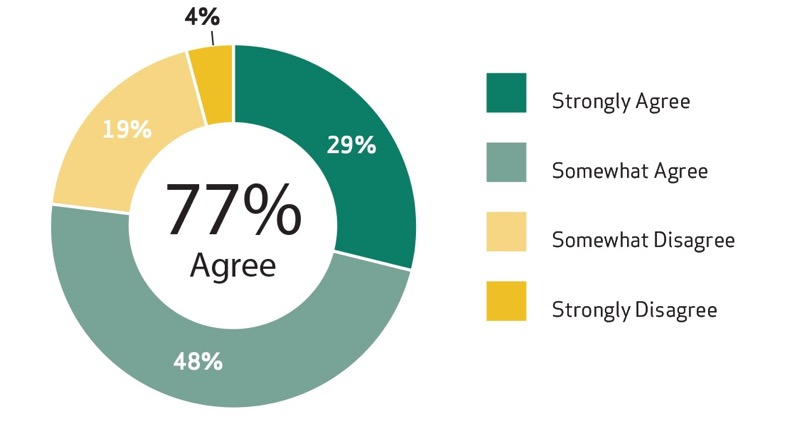 4%
19%
29%
77%
Agree
48%
Strongly Agree
Somewhat Agree
Somewhat Disagree
Strongly Disagree